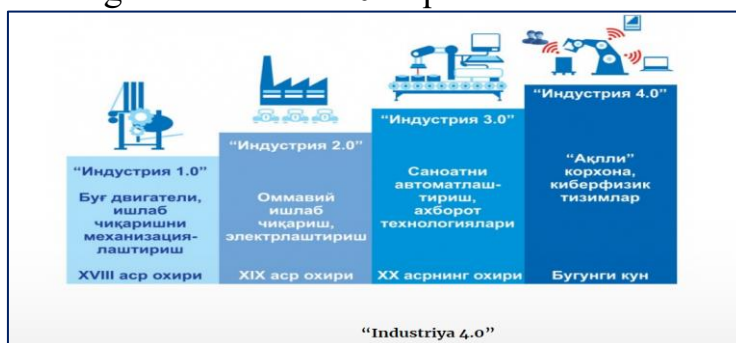 “Индустрия 1.0”
Буғ двигатели,
ишлаб
чиқаришни
механизация-
лаштириш
XVIII аср охири
“Индустрия 2.0”
Оммавий
ишлаб
чиқариш,
электрлаштириш
XIX аср охири
“Индустрия 3.0”
Саноатни
автоматлаш-
тириш,
ахборот
технологиялари
XX асрнинг охири
“Индустрия 4.0”
“Ақлли”
корхона,
киберфизик
тизимлар
Бугунги кун
“Industriya 4.0”